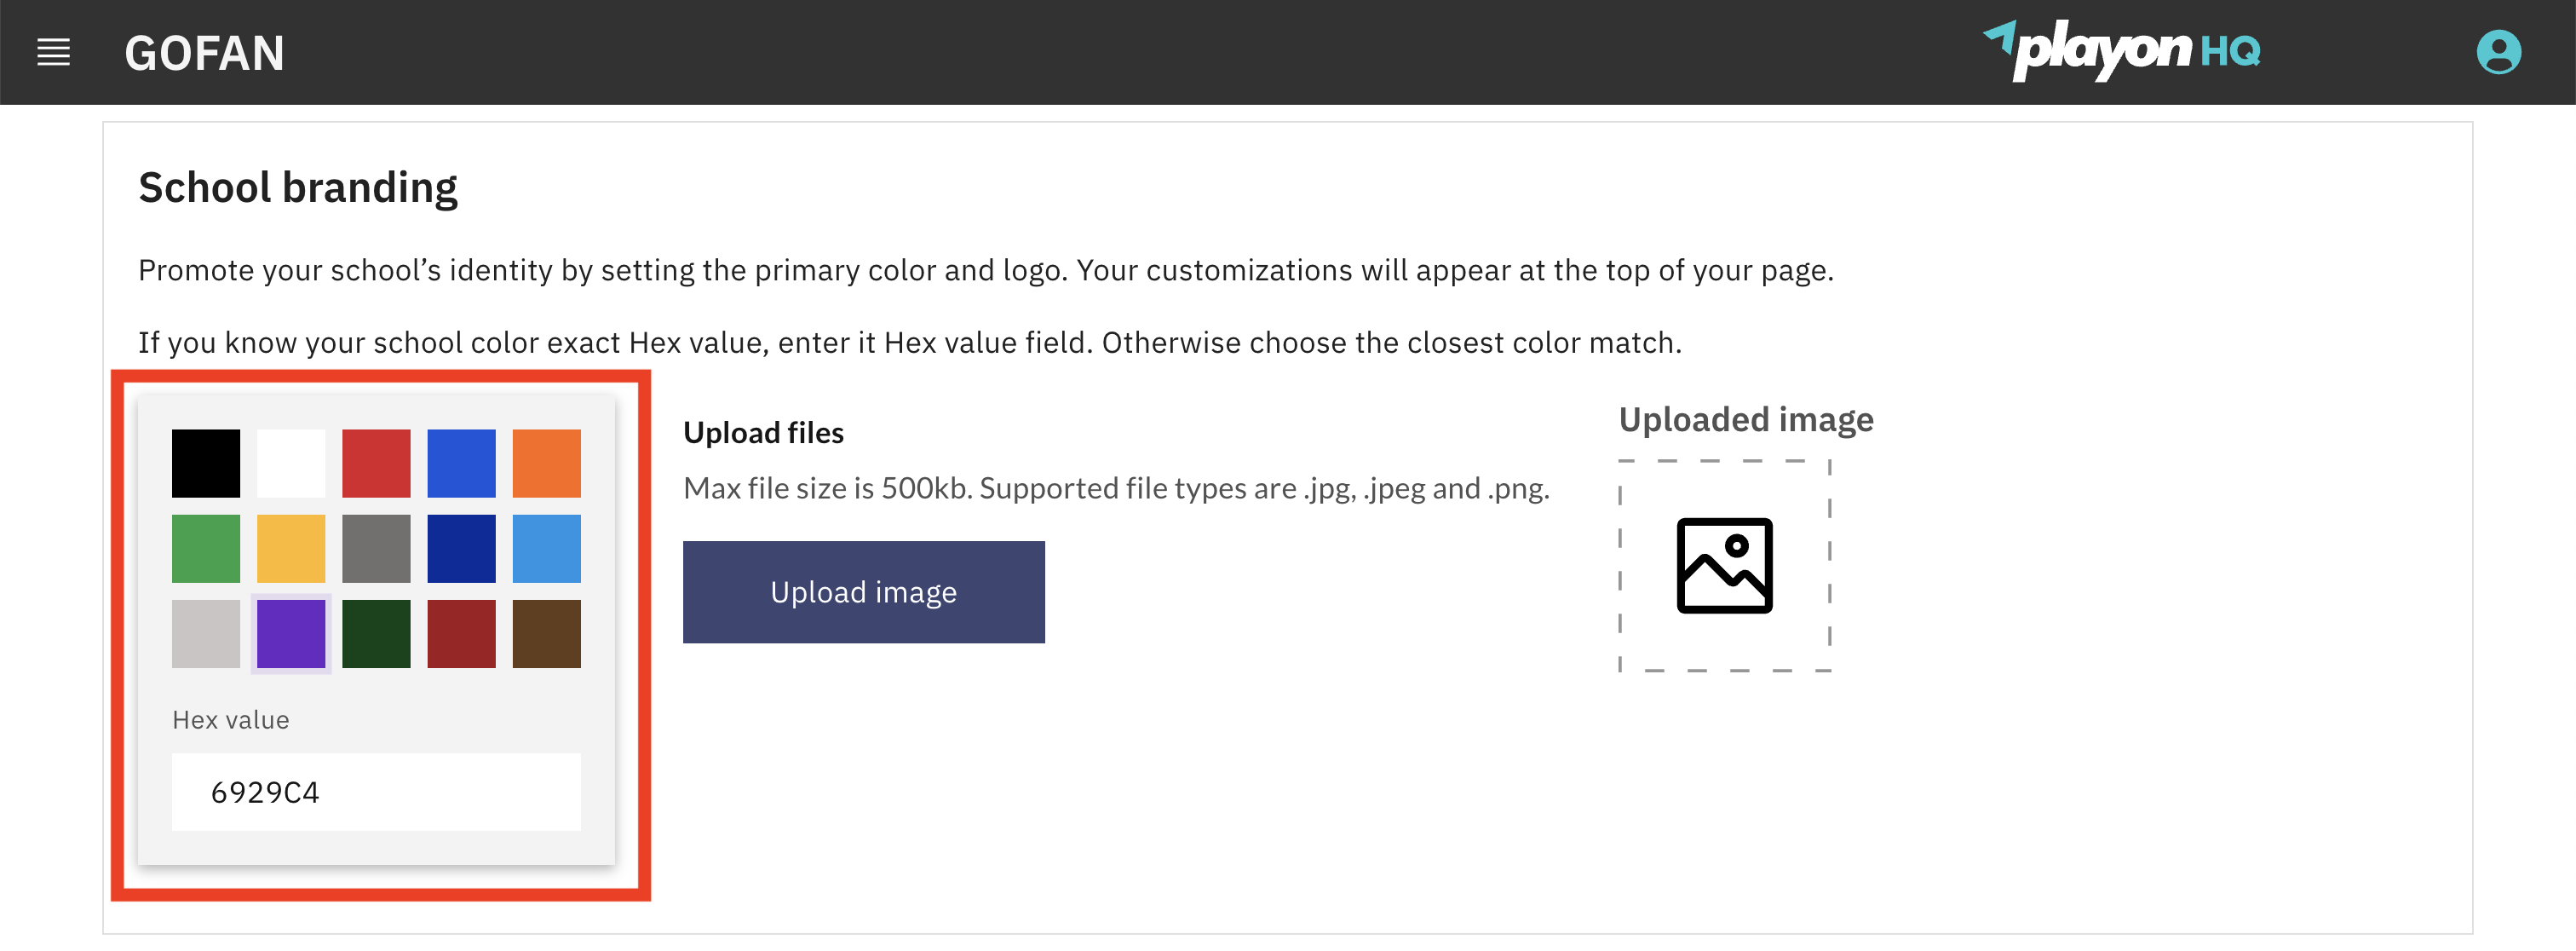 GOFAN
playon HQ
School branding
Promote your school’s identity by setting the primary color and logo. Your customizations will appear at the top of your page.
If you know your school color exact Hex value, enter it Hex value field. Otherwise choose the closest color match.
Upload files
Max file size is 500kb. Supported file types are .jpg, .jpeg and .png.
Upload image
Uploaded image
Hex value
6929C4